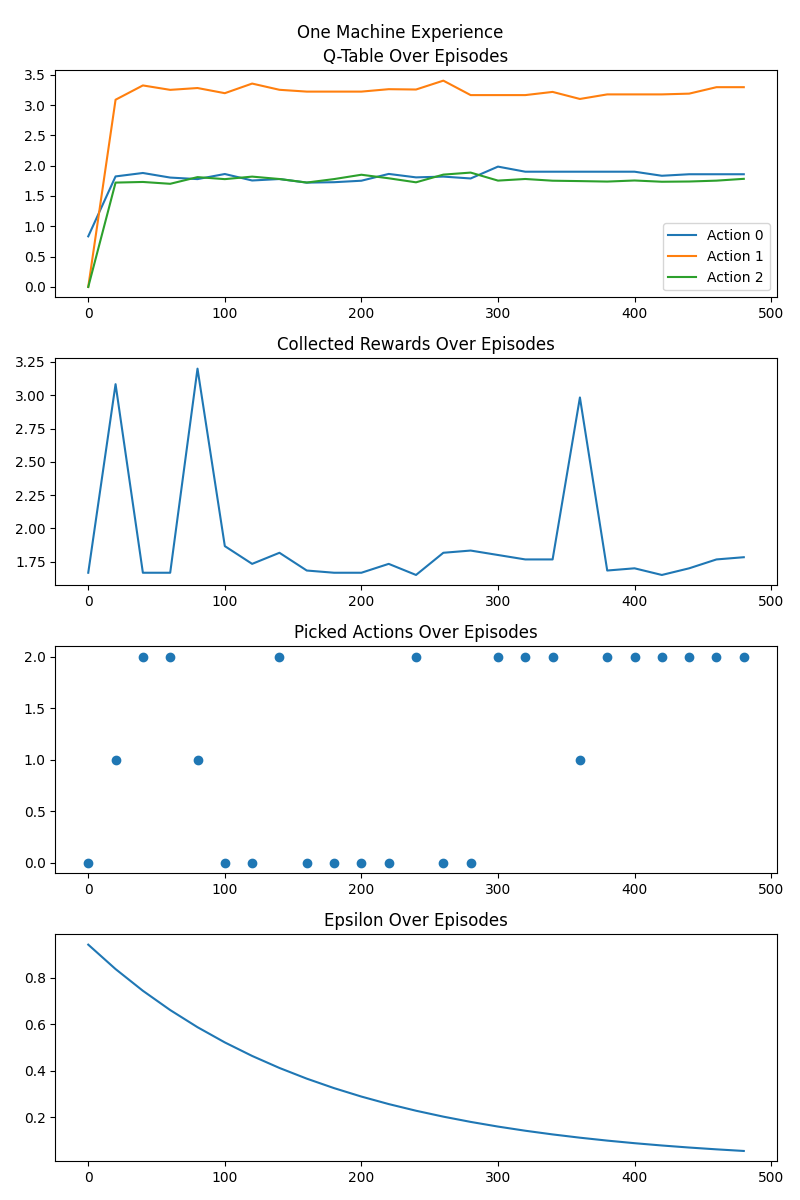 One Machine Experience
Q-Table Over Episodes
3.5
3.0
2.5
2.0
1.5
1.0
0.5
0.0
Action 0
Action 1
Action 2
0 100 200 300 400 500
Collected Rewards Over Episodes
3.25
3.00
2.75
2.50
2.25
2.00
1.75
0 100 200 300 400 500
Picked Actions Over Episodes
2.0
1.5
1.0
0.5
0.0
0 100 200 300 400 500
Epsilon Over Episodes
0.8
0.6
0.4
0.2
0 100 200 300 400 500